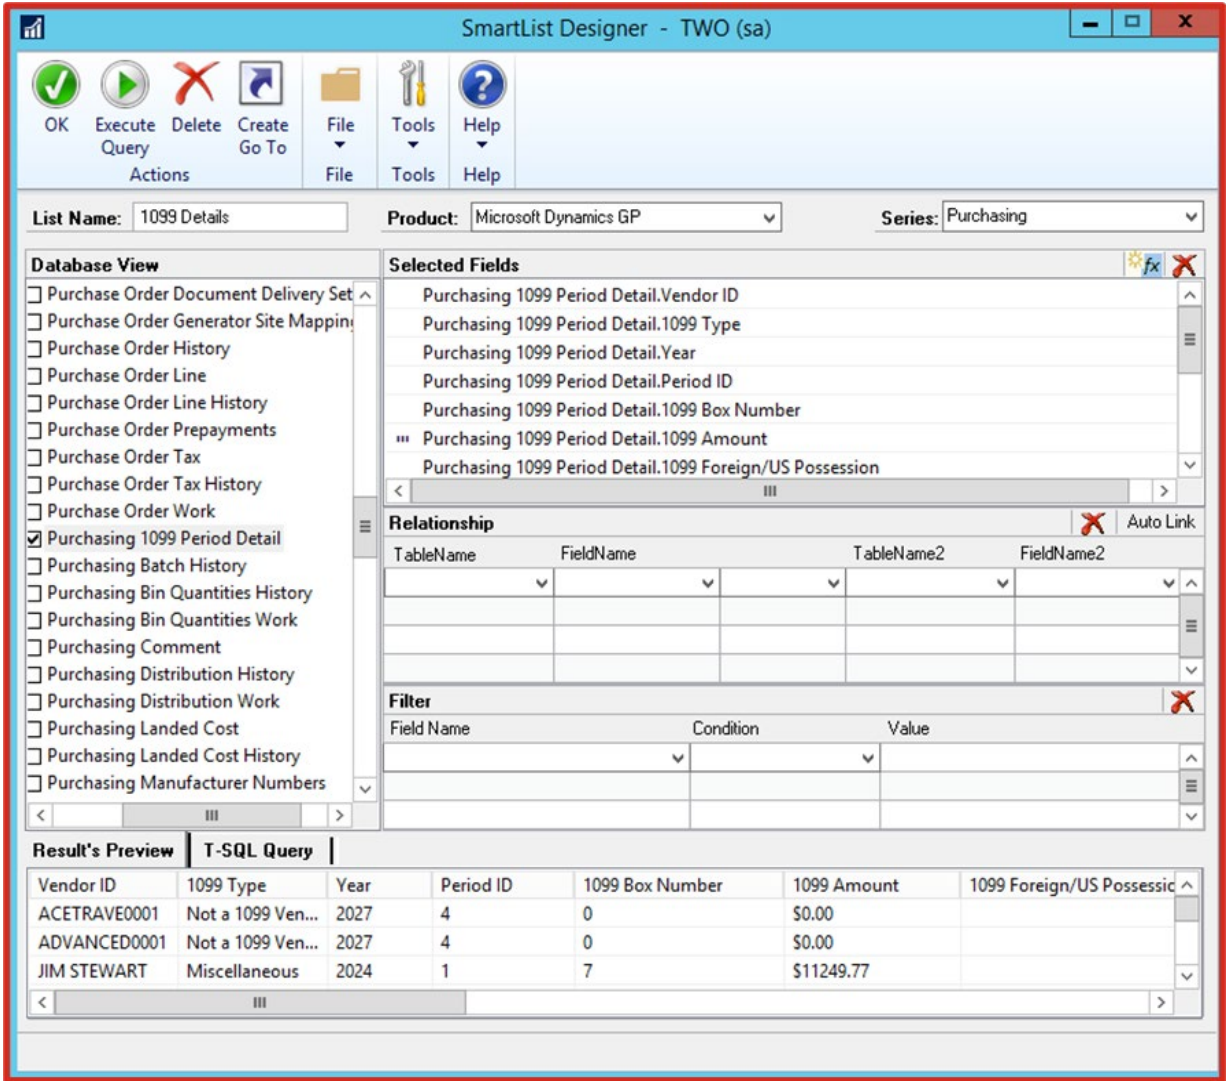 SmartList Designer - TWO (sa)
OK Execute Query Delete Create Go To File Tools Help
Actions File Tools Help
List Name: 1099 Details Product: Microsoft Dynamics GP Series: Purchasing
Database View
Purchase Order Document Delivery Set
Purchase Order Generator Site Mapping
Purchase Order History
Purchase Order Line
Purchase Order Line History
Purchase Order Prepayments
Purchase Order Tax
Purchase Order Tax History
Purchase Order Work
Purchasing 1099 Period Detail
Purchasing Batch History
Purchasing Bin Quantities History
Purchasing Bin Quantities Work
Purchasing Comment
Purchasing Distribution History
Purchasing Distribution Work
Purchasing Landed Cost
Purchasing Landed Cost History
Purchasing Manufacturer Numbers
Selected Fields fx
Purchasing 1099 Period Detail.Vendor ID
Purchasing 1099 Period Detail.1099 Type
Purchasing 1099 Period Detail.Year
Purchasing 1099 Period Detail.Period ID
Purchasing 1099 Period Detail.1099 Box Number
Purchasing 1099 Period Detail.1099 Amount
Purchasing 1099 Period Detail.1099 Foreign/US Possession
Relationship Auto Link
TableName FieldName TableName2 FieldName2
Filter
Field Name Condition Value
Result's Preview T-SQL Query
Vendor ID 1099 Type Year Period ID 1099 Box Number 1099 Amount 1099 Foreign/US Possessic
ACETRAVE0001 Not a 1099 Ven... 2027 4 0 $0.00
ADVANCED0001 Not a 1099 Ven... 2027 4 0 $0.00
JIM STEWART Miscellaneous 2024 1 7 $11249.77